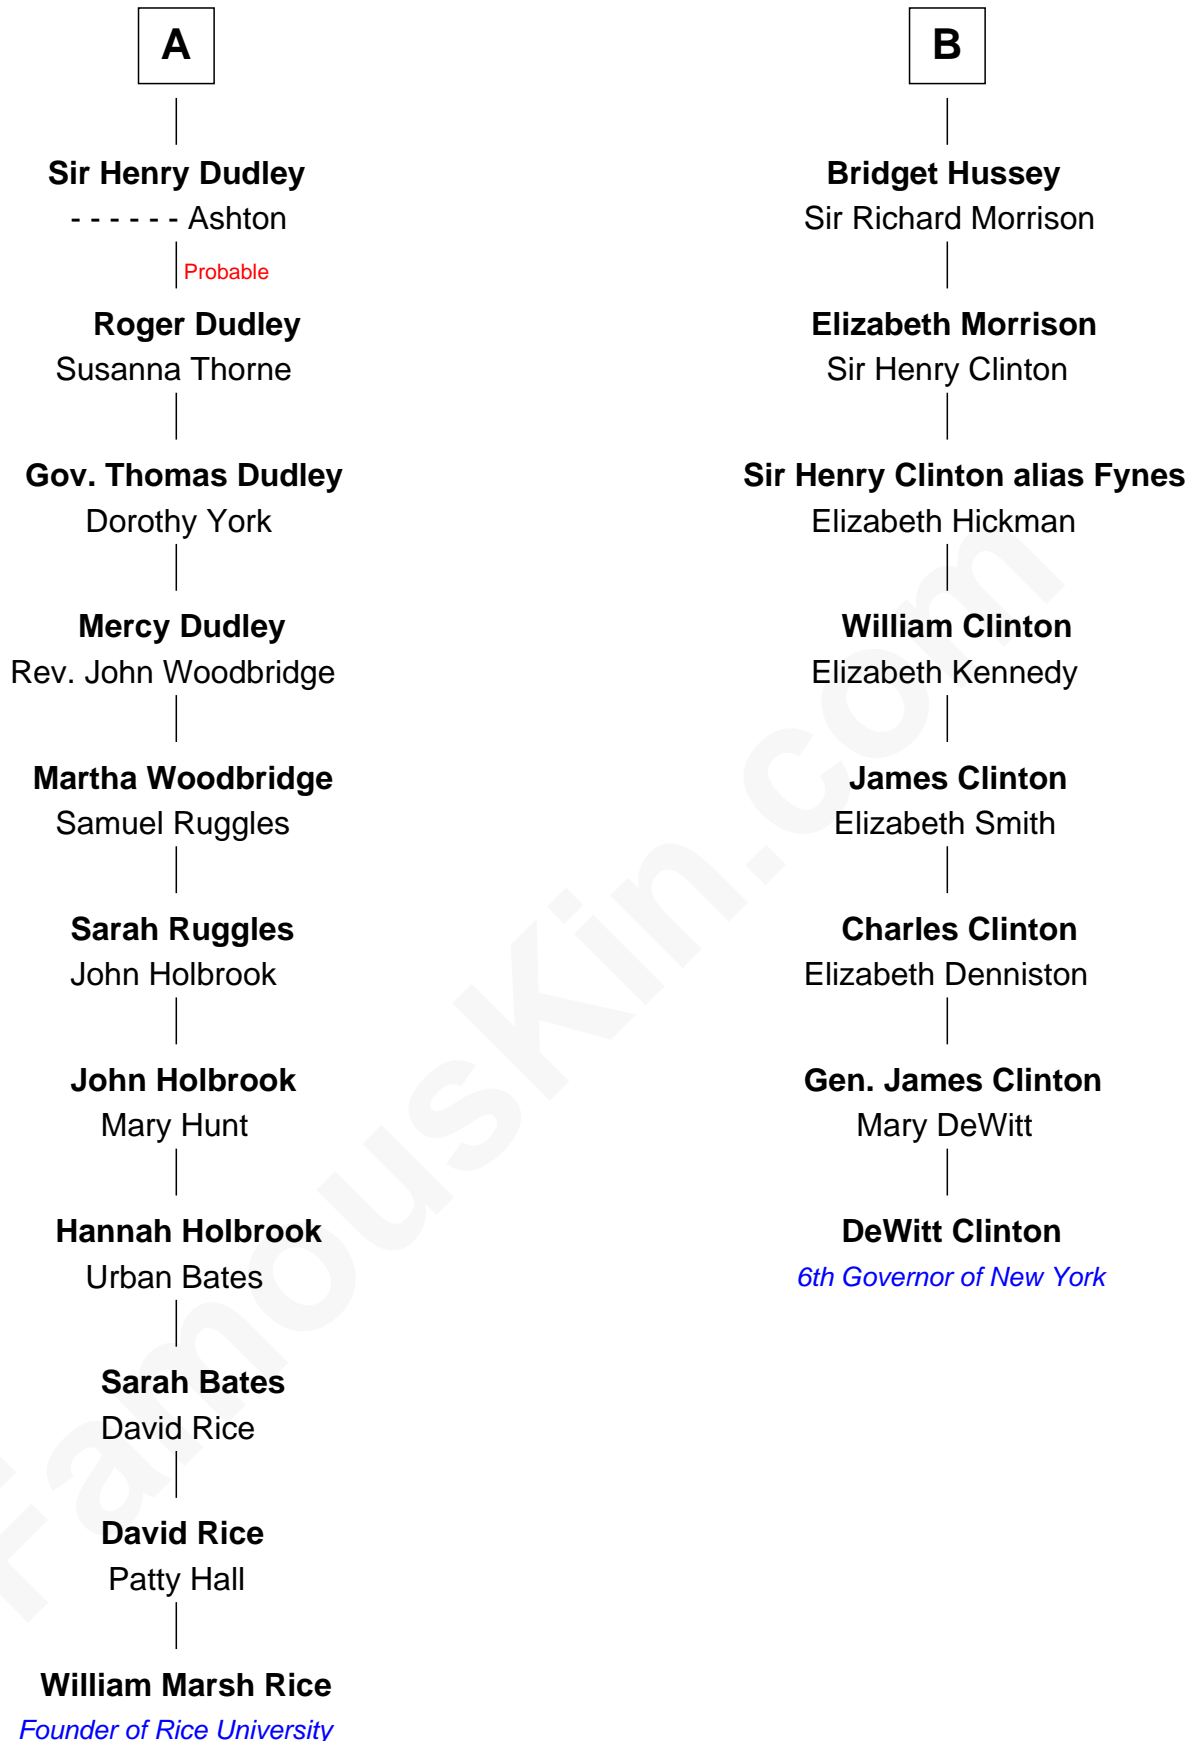 A
Sir Henry Dudley
- - - - - - Ashton
Probable
Roger Dudley
Susanna Thorne
Gov. Thomas Dudley
Dorothy York
Mercy Dudley
Rev. John Woodbridge
Martha Woodbridge
Samuel Ruggles
Sarah Ruggles
John Holbrook
John Holbrook
Mary Hunt
Hannah Holbrook
Urban Bates
Sarah Bates
David Rice
David Rice
Patty Hall
William Marsh Rice
Founder of Rice University
B
Bridget Hussey
Sir Richard Morrison
Elizabeth Morrison
Sir Henry Clinton
Sir Henry Clinton alias Fynes
Elizabeth Hickman
William Clinton
Elizabeth Kennedy
James Clinton
Elizabeth Smith
Charles Clinton
Elizabeth Denniston
Gen. James Clinton
Mary DeWitt
DeWitt Clinton
6th Governor of New York
FamousKin.com